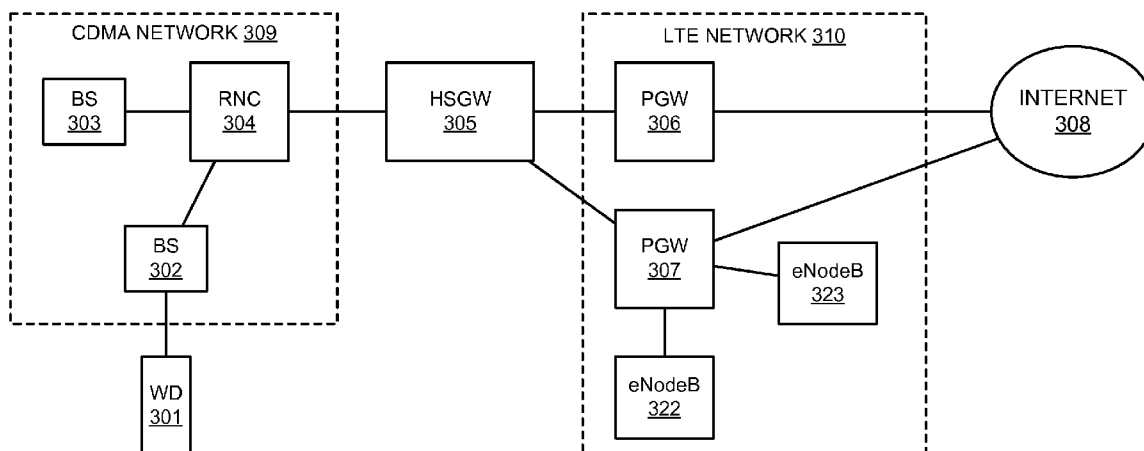 CDMA NETWORK 309
LTE NETWORK 310
BS
303
RNC
304
HSGW
305
PGW
306
INTERNET
308
BS
302
PGW
307
eNodeB
323
WD
301
eNodeB
322